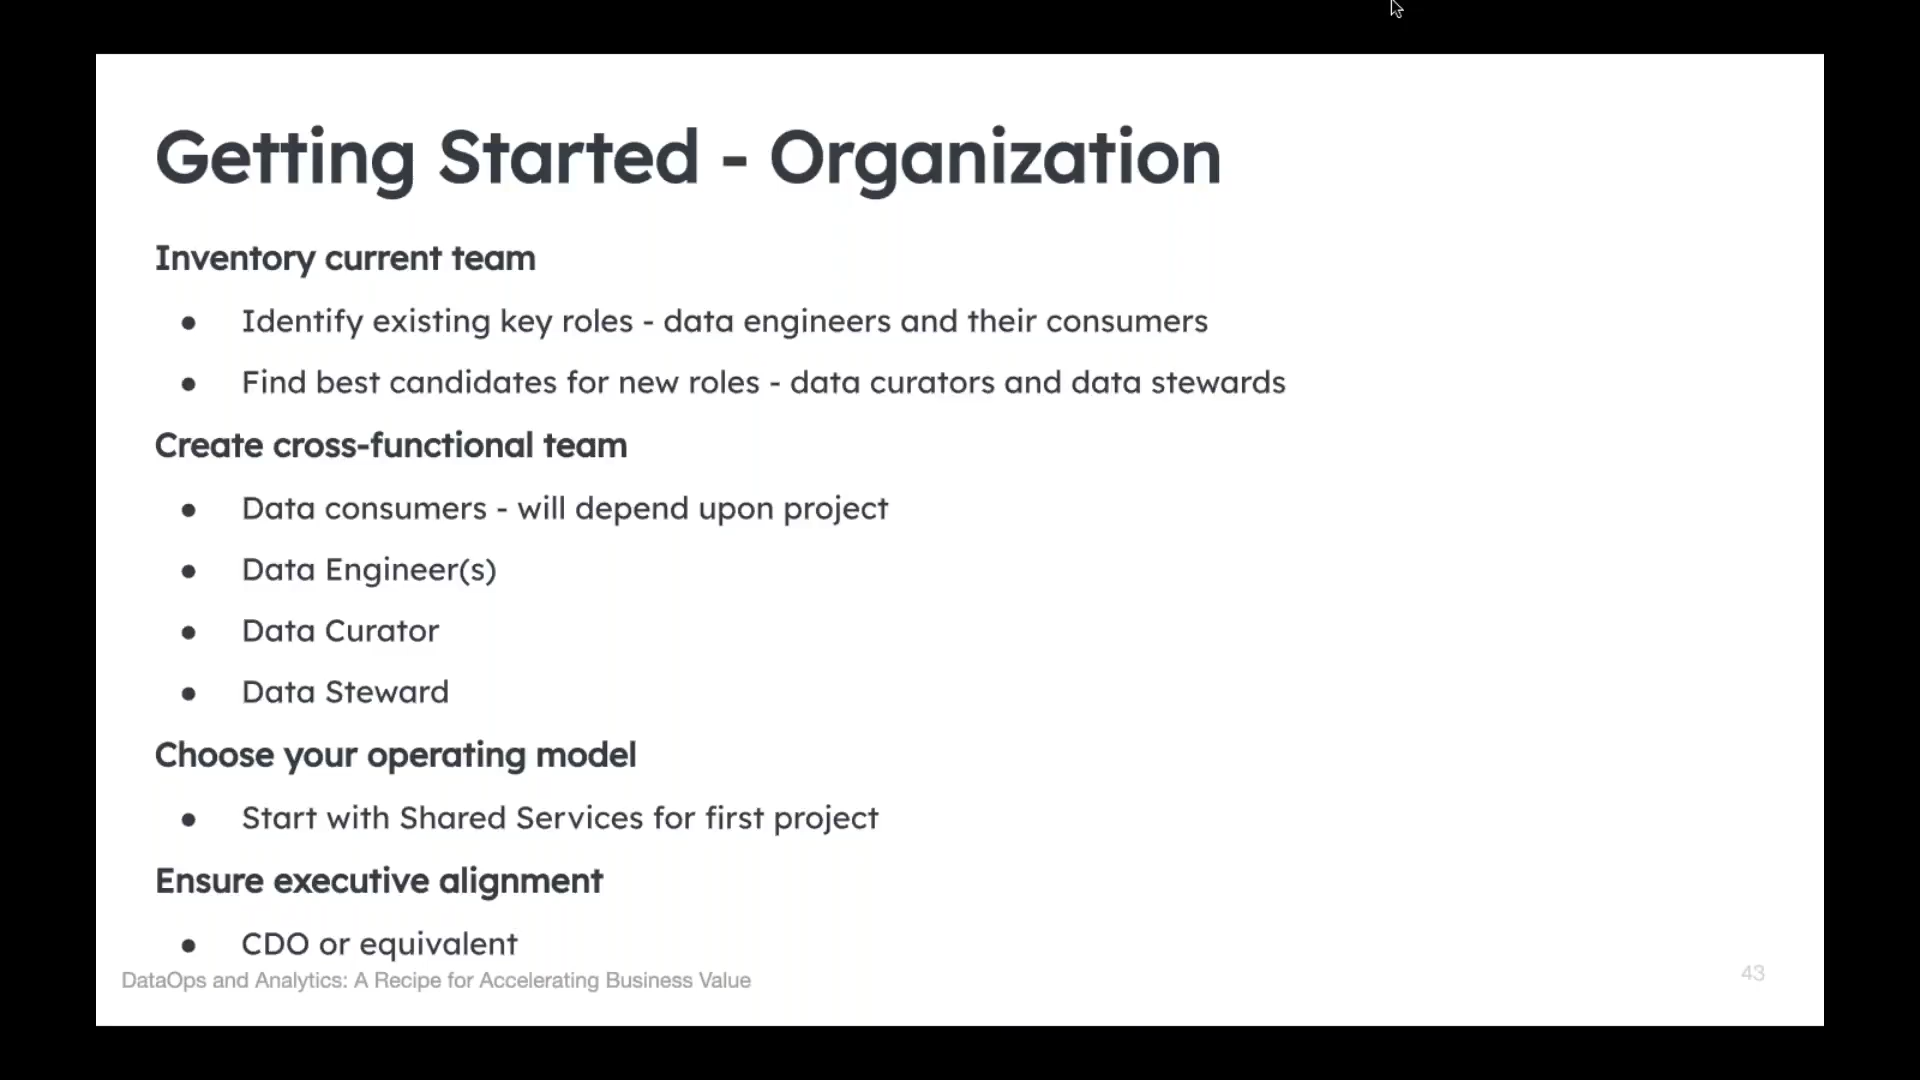 Getting Started - Organization
Inventory current team
● Identify existing key roles - data engineers and their consumers
● Find best candidates for new roles - data curators and data stewards
Create cross-functional team
● Data consumers - will depend upon project
● Data Engineer(s)
● Data Curator
● Data Steward
Choose your operating model
● Start with Shared Services for first project
Ensure executive alignment
● CDO or equivalent
DataOps and Analytics: A Recipe for Accelerating Business Value
43